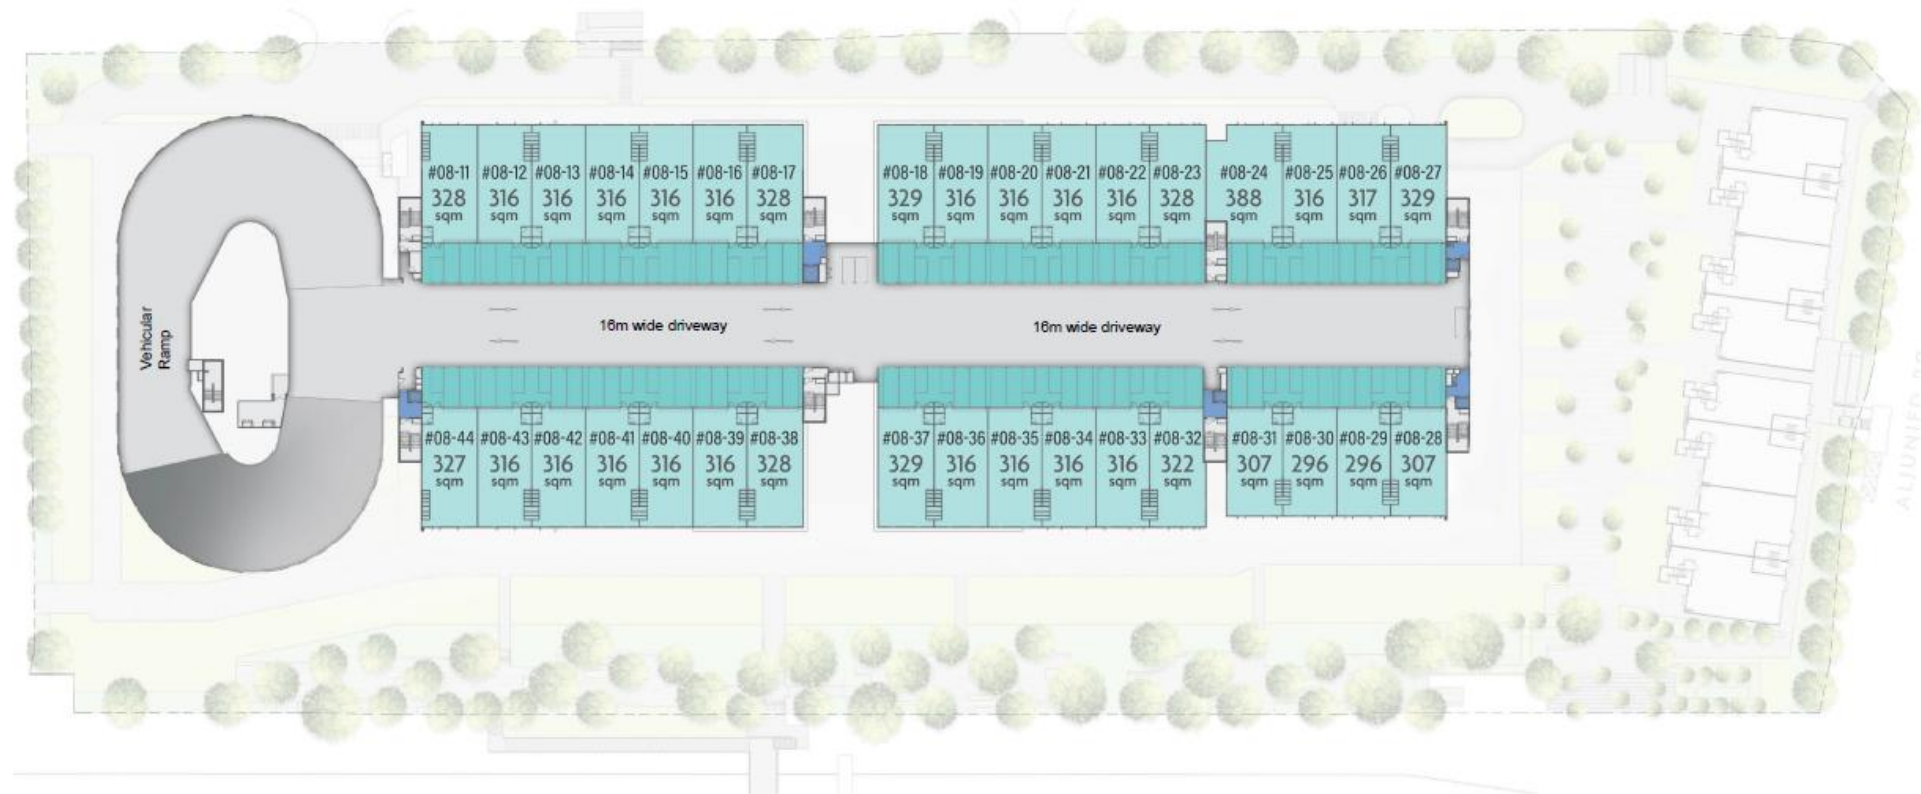 #08-11 #08-12 #08-13 #08-14 #08-15 #08-16 #08-17
328 316 316 316 316 316 328
sqm sqm sqm sqm sqm sqm sqm
#08-18 #08-19 #08-20 #08-21 #08-22 #08-23
329 316 316 316 316 328
sqm sqm sqm sqm sqm sqm
#08-24 #08-25 #08-26 #08-27
388 316 317 329
sqm sqm sqm sqm
Vehicular
Ramp
16m wide driveway
16m wide driveway
#08-44 #08-43 #08-42 #08-41 #08-40 #08-39 #08-38
327 316 316 316 316 316 328
sqm sqm sqm sqm sqm sqm sqm
#08-37 #08-36 #08-35 #08-34 #08-33 #08-32
329 316 316 316 316 322
sqm sqm sqm sqm sqm sqm
#08-31 #08-30 #08-29 #08-28
307 296 296 307
sqm sqm sqm sqm
ALJUNIED